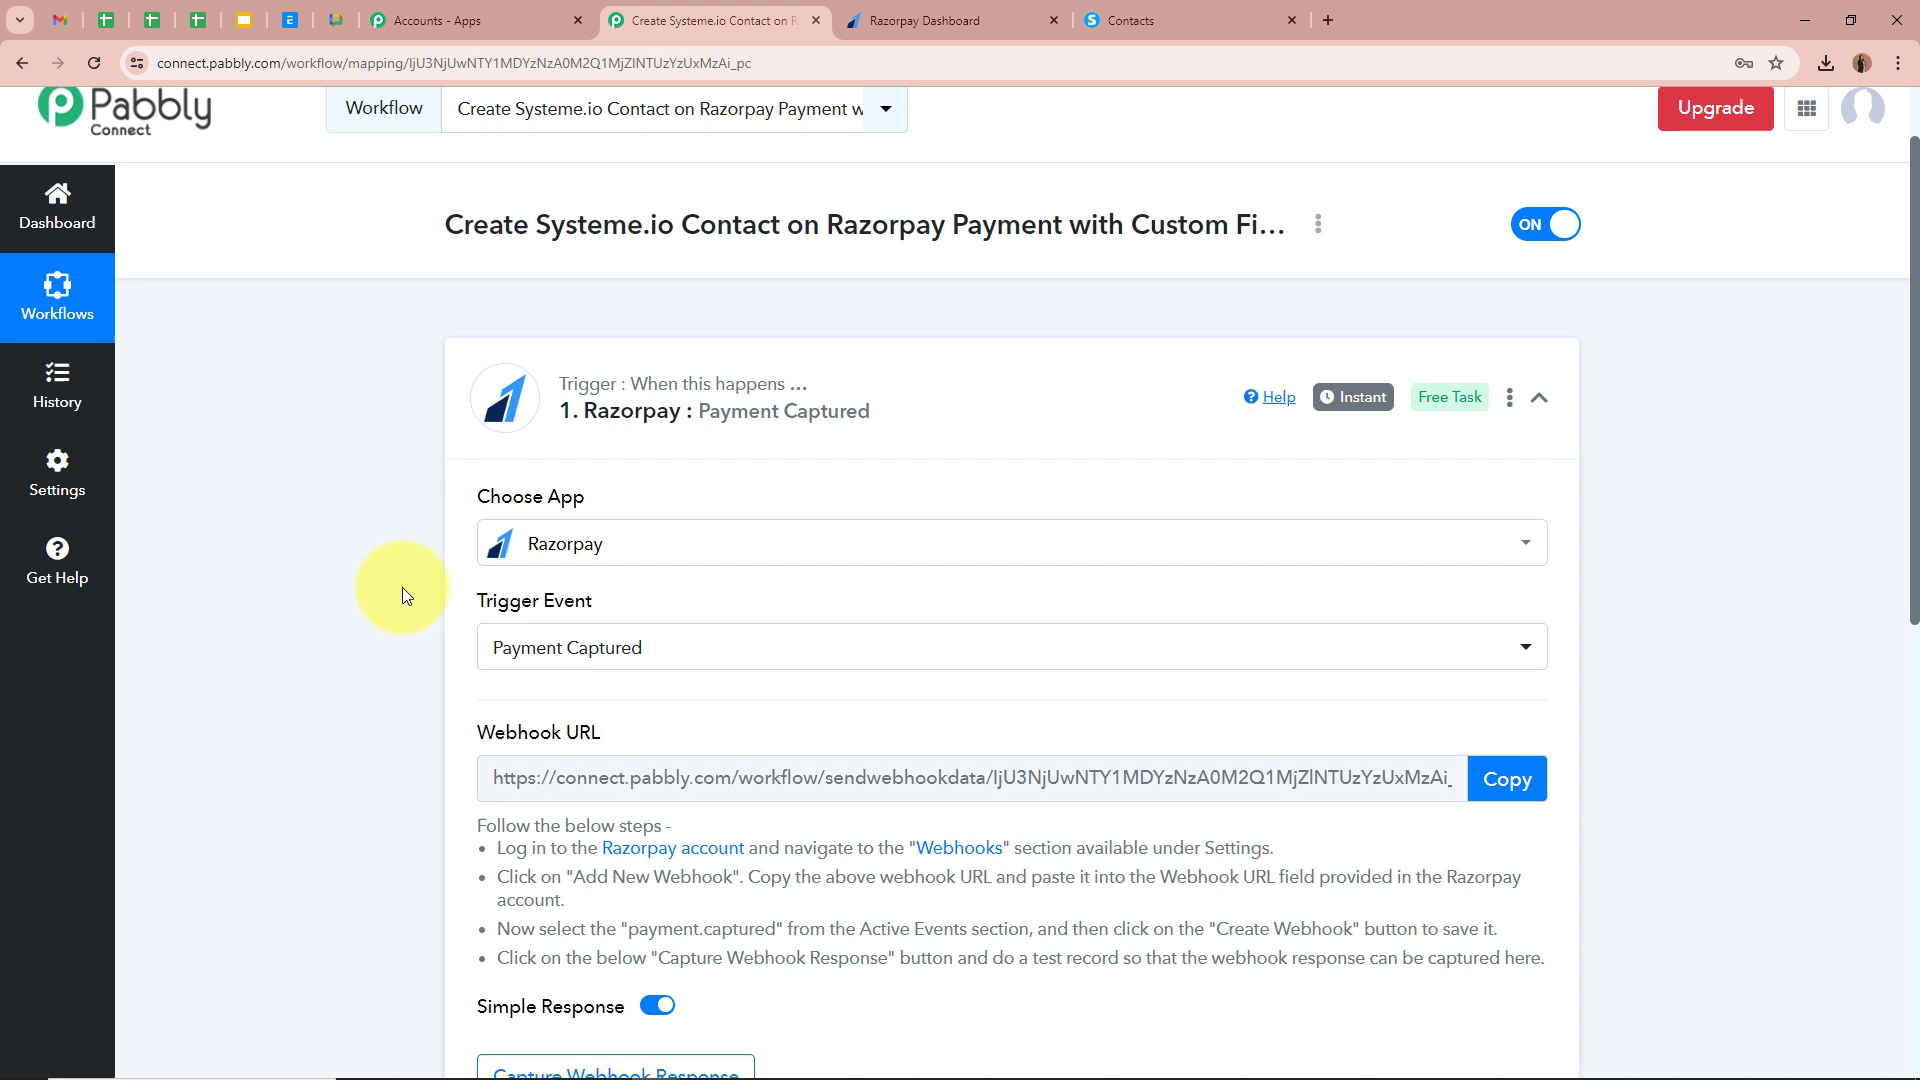 Accounts - Apps
Create Systeme.io Contact on R
Razorpay Dashboard
Contacts
connect.pabbly.com/workflow/mapping/IjU3NjUwNTY1MDYzNzA0M2Q1MjZlNTUzYzUxMzAi_pc
Pabbly
Connect
Workflow
Create Systeme.io Contact on Razorpay Payment w
Upgrade
Dashboard
Workflows
History
Settings
Get Help
Create Systeme.io Contact on Razorpay Payment with Custom Fi...
ON
Trigger : When this happens ...
1. Razorpay : Payment Captured
Help
Instant
Free Task
Choose App
Razorpay
Trigger Event
Payment Captured
Webhook URL
https://connect.pabbly.com/workflow/sendwebhookdata/IjU3NjUwNTY1MDYzNzA0M2Q1MjZlNTUzYzUxMzAi_
Copy
Follow the below steps -
• Log in to the Razorpay account and navigate to the "Webhooks" section available under Settings.
• Click on "Add New Webhook". Copy the above webhook URL and paste it into the Webhook URL field provided in the Razorpay
account.
• Now select the "payment.captured" from the Active Events section, and then click on the "Create Webhook" button to save it.
• Click on the below "Capture Webhook Response" button and do a test record so that the webhook response can be captured here.
Simple Response
Capture Webhook Response